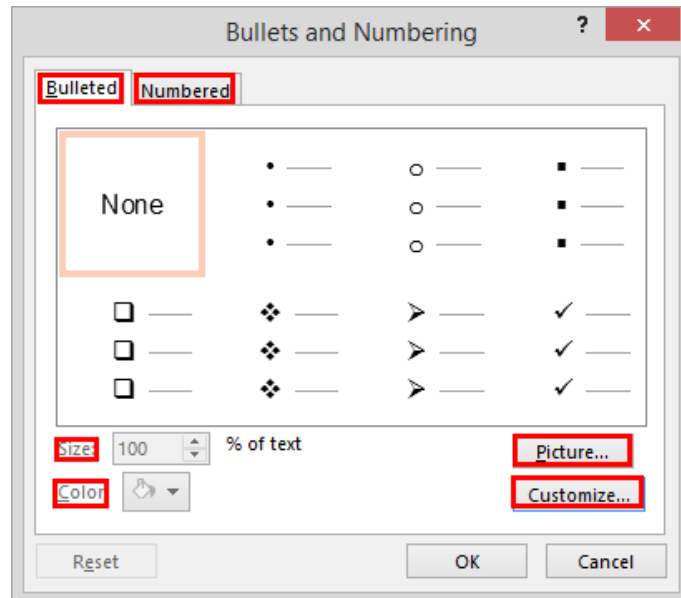 Bullets and Numbering ?
Bulleted Numbered
None
Size: 100 % of text Picture...
Color Customize...
Reset OK Cancel